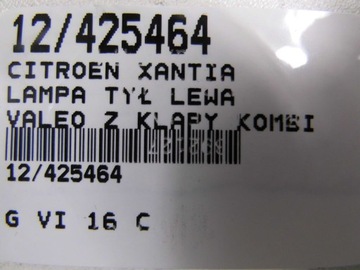 12/425464
CITROEN XANTIA
LAMPA TYŁ LEWA
VALEO Z KLAPY KOMBI
12/425464
G VI 16 C